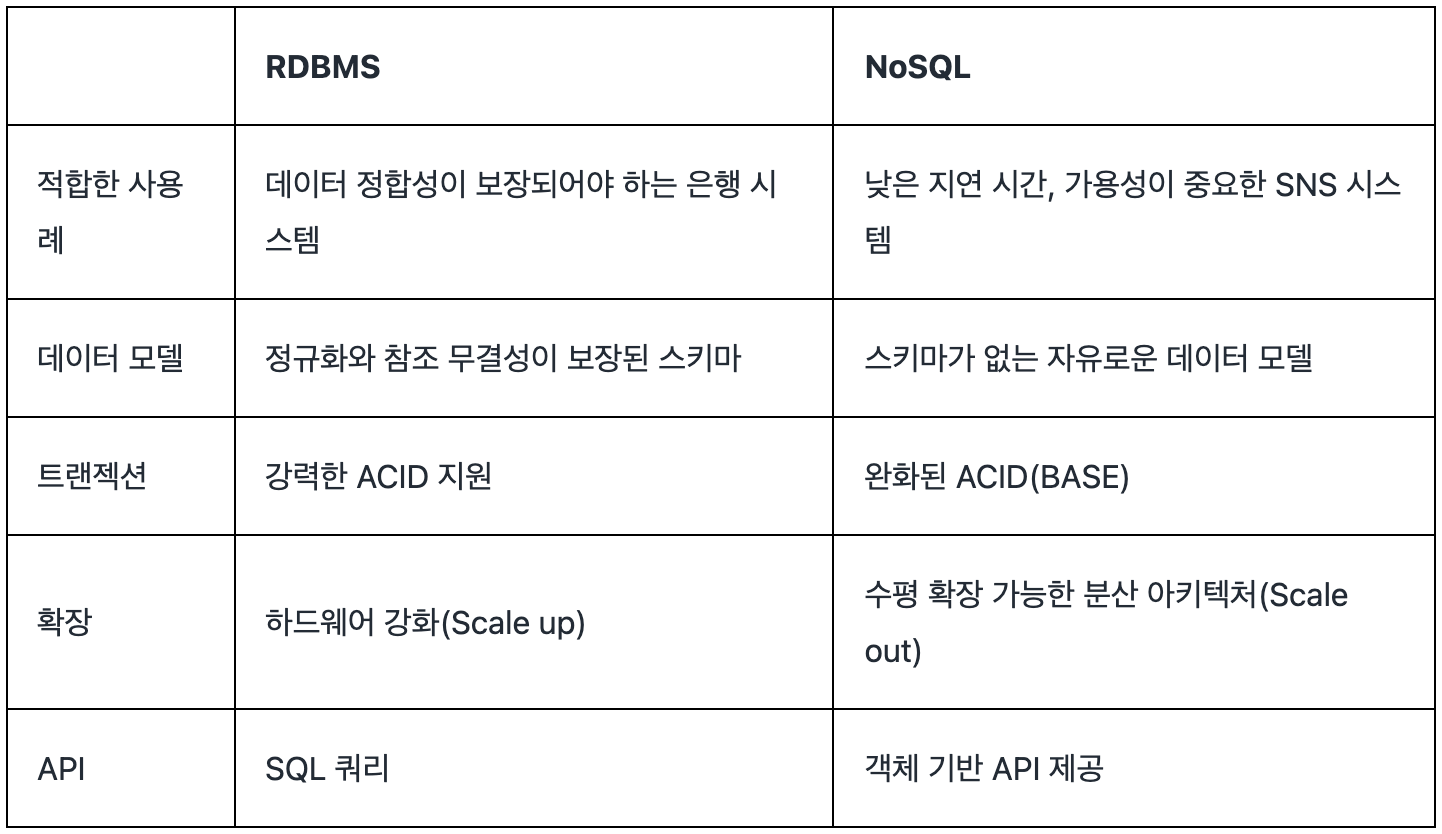 RDBMS
NoSQL
적합한 사용
례
데이터 정합성이 보장되어야 하는 은행 시
스템
낮은 지연 시간, 가용성이 중요한 SNS 시스
템
데이터 모델
정규화와 참조 무결성이 보장된 스키마
스키마가 없는 자유로운 데이터 모델
트랜젝션
강력한 ACID 지원
완화된 ACID(BASE)
확장
하드웨어 강화(Scale up)
수평 확장 가능한 분산 아키텍처(Scale
out)
API
SQL 쿼리
객체 기반 API 제공